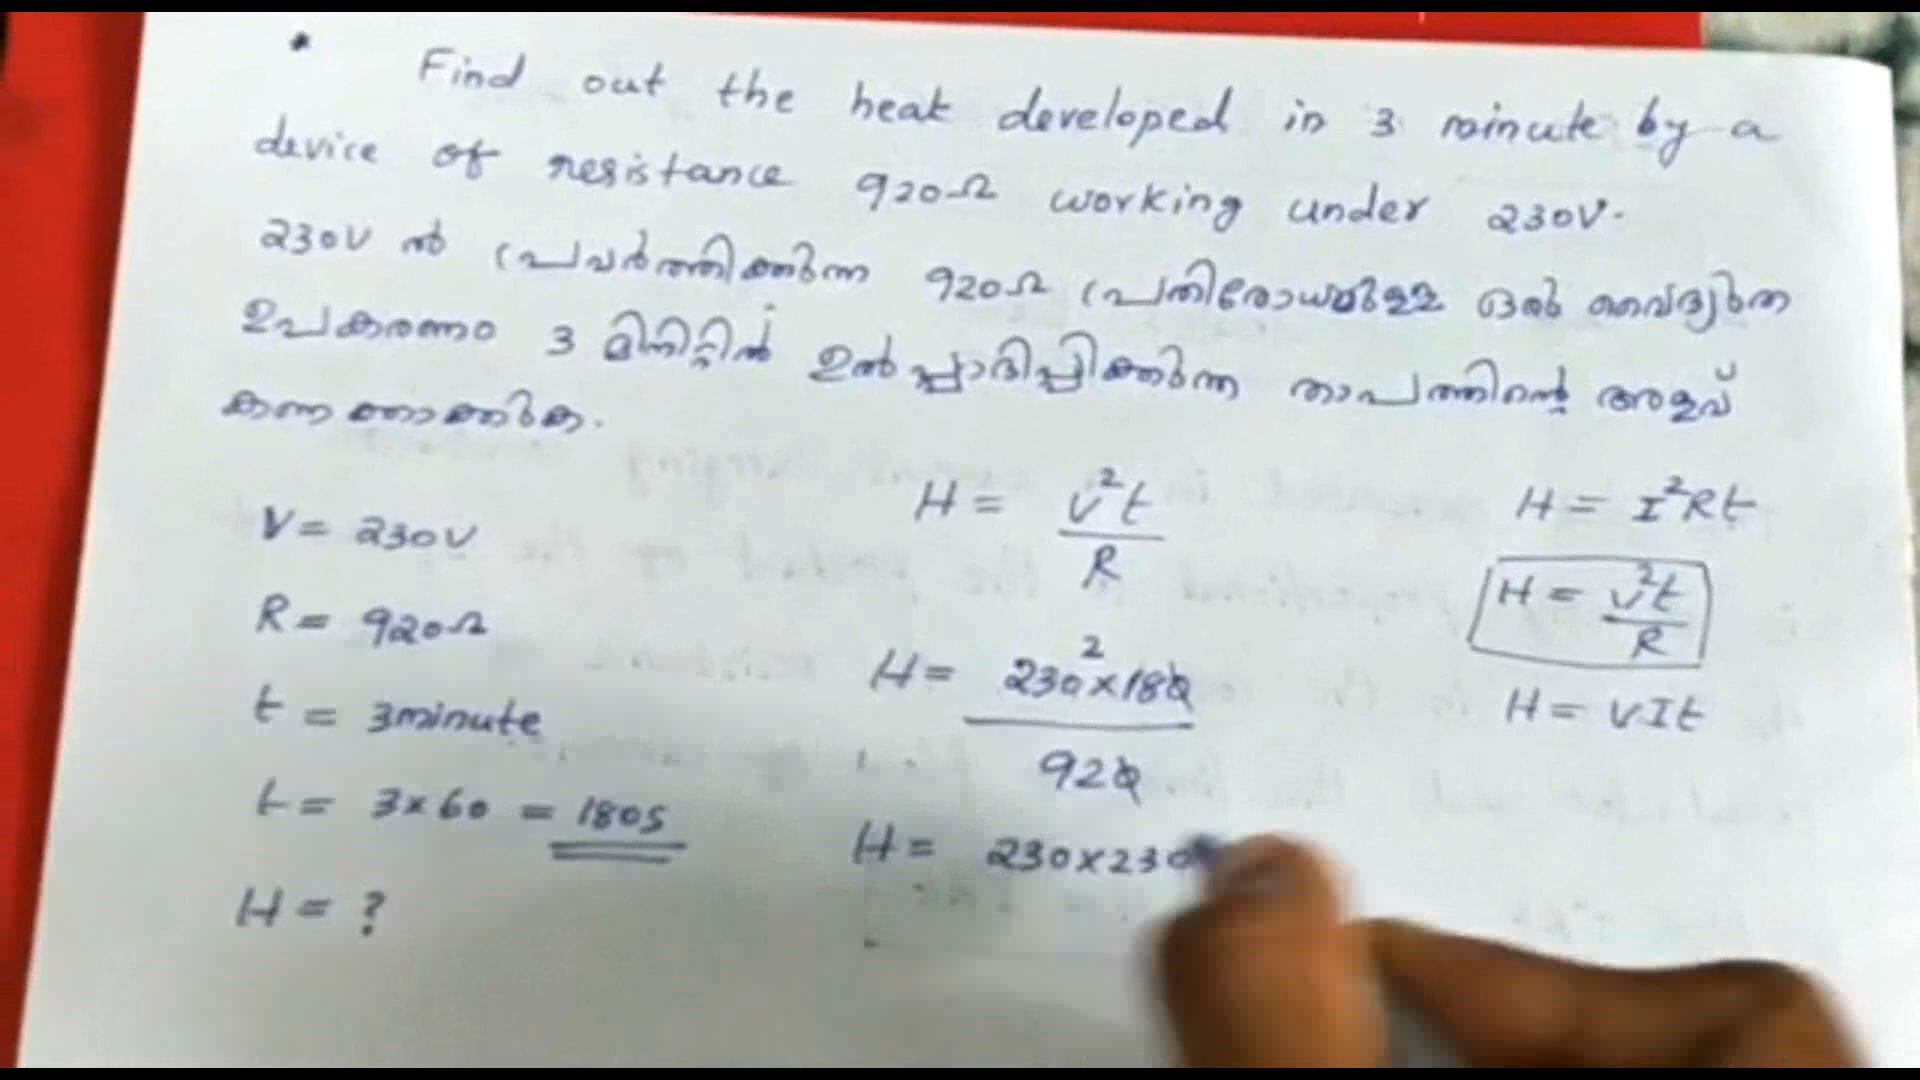 Find out the heat developed in 3 minute by a
device of resistance 920Ω working under 230V.
230V ൽ പ്രവർത്തിക്കുന്ന 920Ω പ്രതിരോധമുള്ള ഒരു വൈദ്യുത
ഉപകരണം 3 മിനിറ്റിൽ ഉൽപ്പാദിപ്പിക്കുന്ന താപത്തിന്റെ അളവ്
കണക്കാക്കുക.
V = 230V
R = 920Ω
t = 3minute
t = 3×60 = 180s
H = ?
H = V²t / R
H = 230²×180 / 920
H = 230×230
H = I²Rt
H = V²t / R
H = VIt